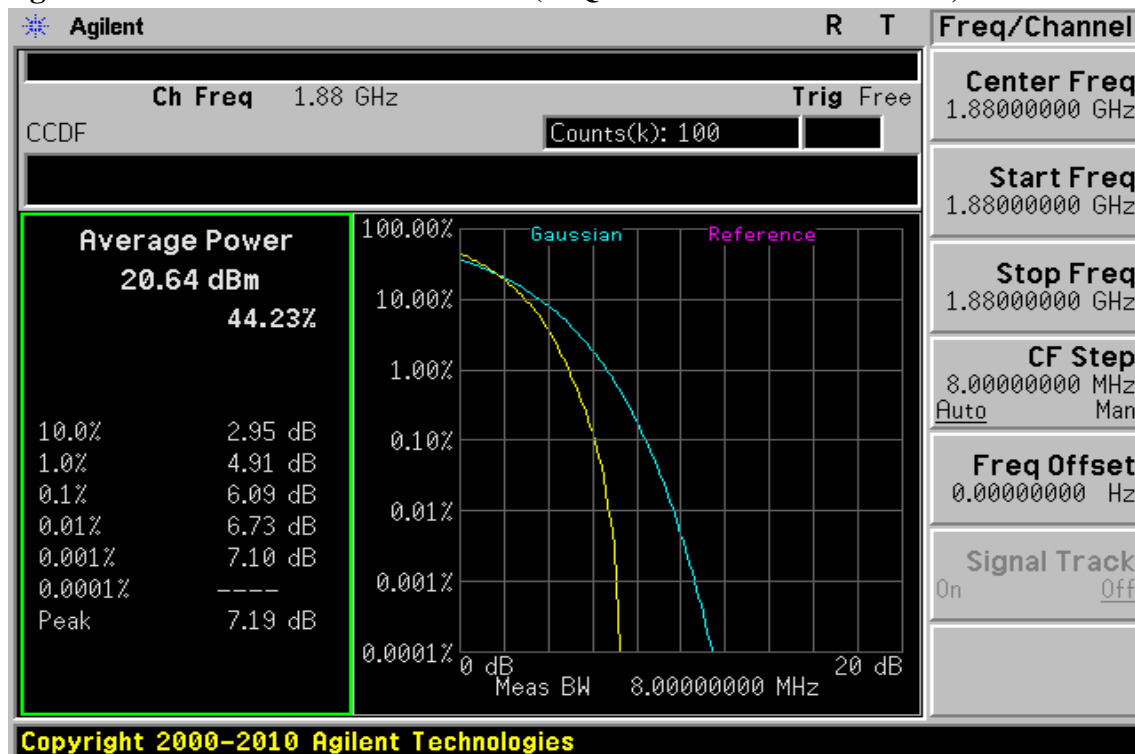 Agilent R T Freq/Channel
Ch Freq 1.88 GHz Trig Free
CCDF Counts(k): 100
Center Freq
1.88000000 GHz
Start Freq
1.88000000 GHz
Stop Freq
1.88000000 GHz
CF Step
8.00000000 MHz
Auto Man
Freq Offset
0.00000000 Hz
Signal Track
On Off
Average Power
20.64 dBm
44.23%
10.0% 2.95 dB
1.0% 4.91 dB
0.1% 6.09 dB
0.01% 6.73 dB
0.001% 7.10 dB
0.0001% ----
Peak 7.19 dB
Gaussian Reference
100.00%
10.00%
1.00%
0.10%
0.01%
0.001%
0.0001%
0 dB 20 dB
Meas BW 8.00000000 MHz
Copyright 2000-2010 Agilent Technologies